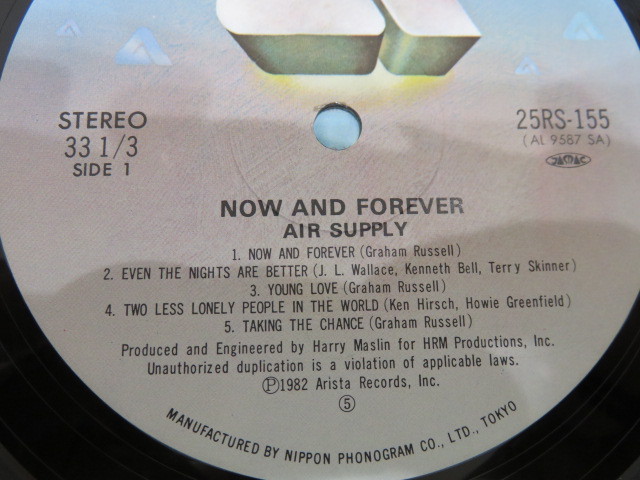 STEREO
33 1/3
SIDE 1
25RS-155
(AL 9587 SA)
JASRAC
NOW AND FOREVER
AIR SUPPLY
1. NOW AND FOREVER (Graham Russell)
2. EVEN THE NIGHTS ARE BETTER (J. L. Wallace, Kenneth Bell, Terry Skinner)
3. YOUNG LOVE (Graham Russell)
4. TWO LESS LONELY PEOPLE IN THE WORLD (Ken Hirsch, Howie Greenfield)
5. TAKING THE CHANCE (Graham Russell)
Produced and Engineered by Harry Maslin for HRM Productions, Inc.
Unauthorized duplication is a violation of applicable laws.
Ⓟ1982 Arista Records, Inc.
⑤
MANUFACTURED BY NIPPON PHONOGRAM CO., LTD., TOKYO